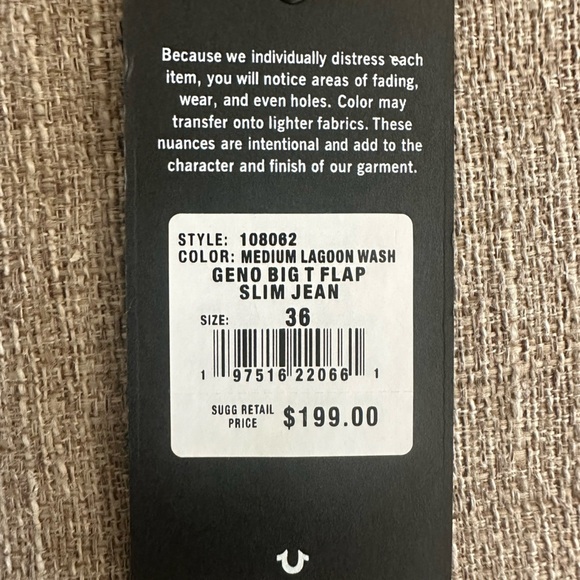 Because we individually distress each
item, you will notice areas of fading,
wear, and even holes. Color may
transfer onto lighter fabrics. These
nuances are intentional and add to the
character and finish of our garment.
STYLE: 108062
COLOR: MEDIUM LAGOON WASH
GENO BIG T FLAP
SLIM JEAN
SIZE: 36
1 97516 22066 1
SUGG RETAIL PRICE $199.00